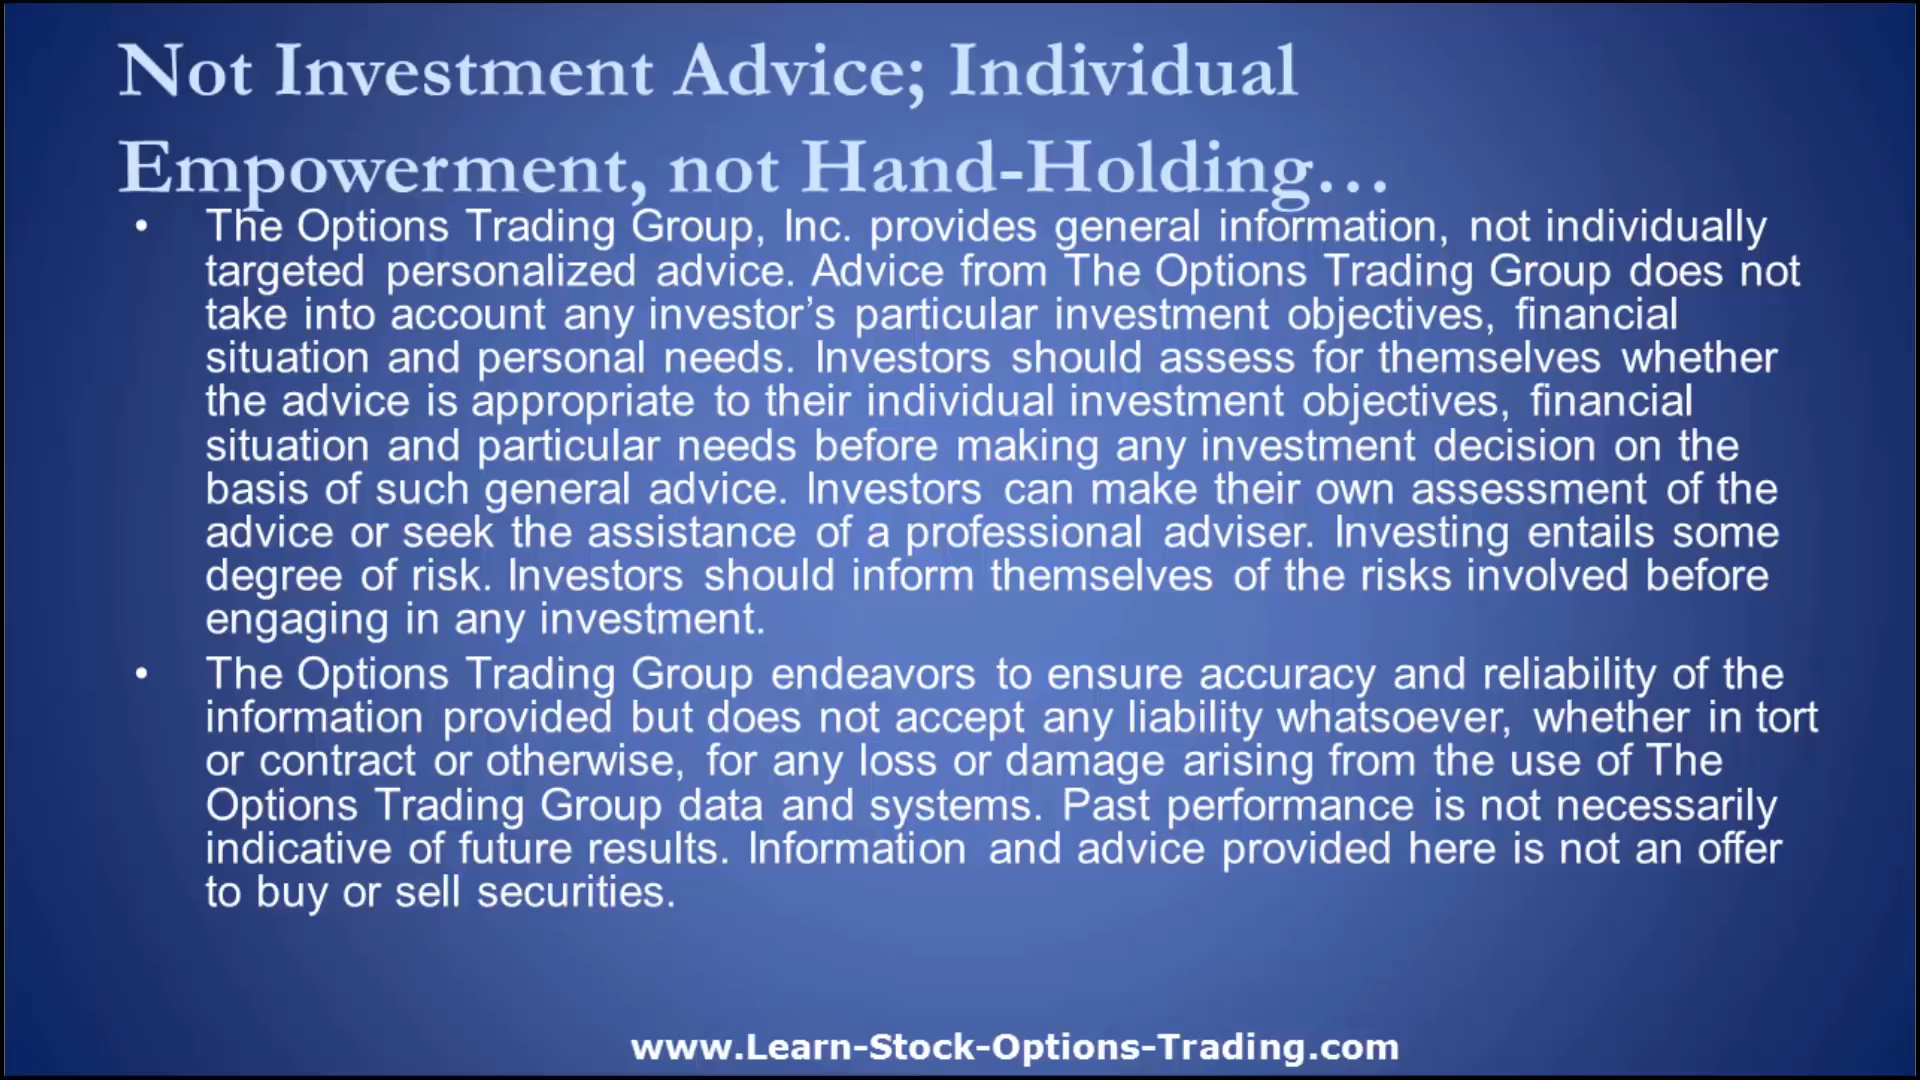 Not Investment Advice; Individual
Empowerment, not Hand-Holding…
• The Options Trading Group, Inc. provides general information, not individually
targeted personalized advice. Advice from The Options Trading Group does not
take into account any investor’s particular investment objectives, financial
situation and personal needs. Investors should assess for themselves whether
the advice is appropriate to their individual investment objectives, financial
situation and particular needs before making any investment decision on the
basis of such general advice. Investors can make their own assessment of the
advice or seek the assistance of a professional adviser. Investing entails some
degree of risk. Investors should inform themselves of the risks involved before
engaging in any investment.
• The Options Trading Group endeavors to ensure accuracy and reliability of the
information provided but does not accept any liability whatsoever, whether in tort
or contract or otherwise, for any loss or damage arising from the use of The
Options Trading Group data and systems. Past performance is not necessarily
indicative of future results. Information and advice provided here is not an offer
to buy or sell securities.
www.Learn-Stock-Options-Trading.com